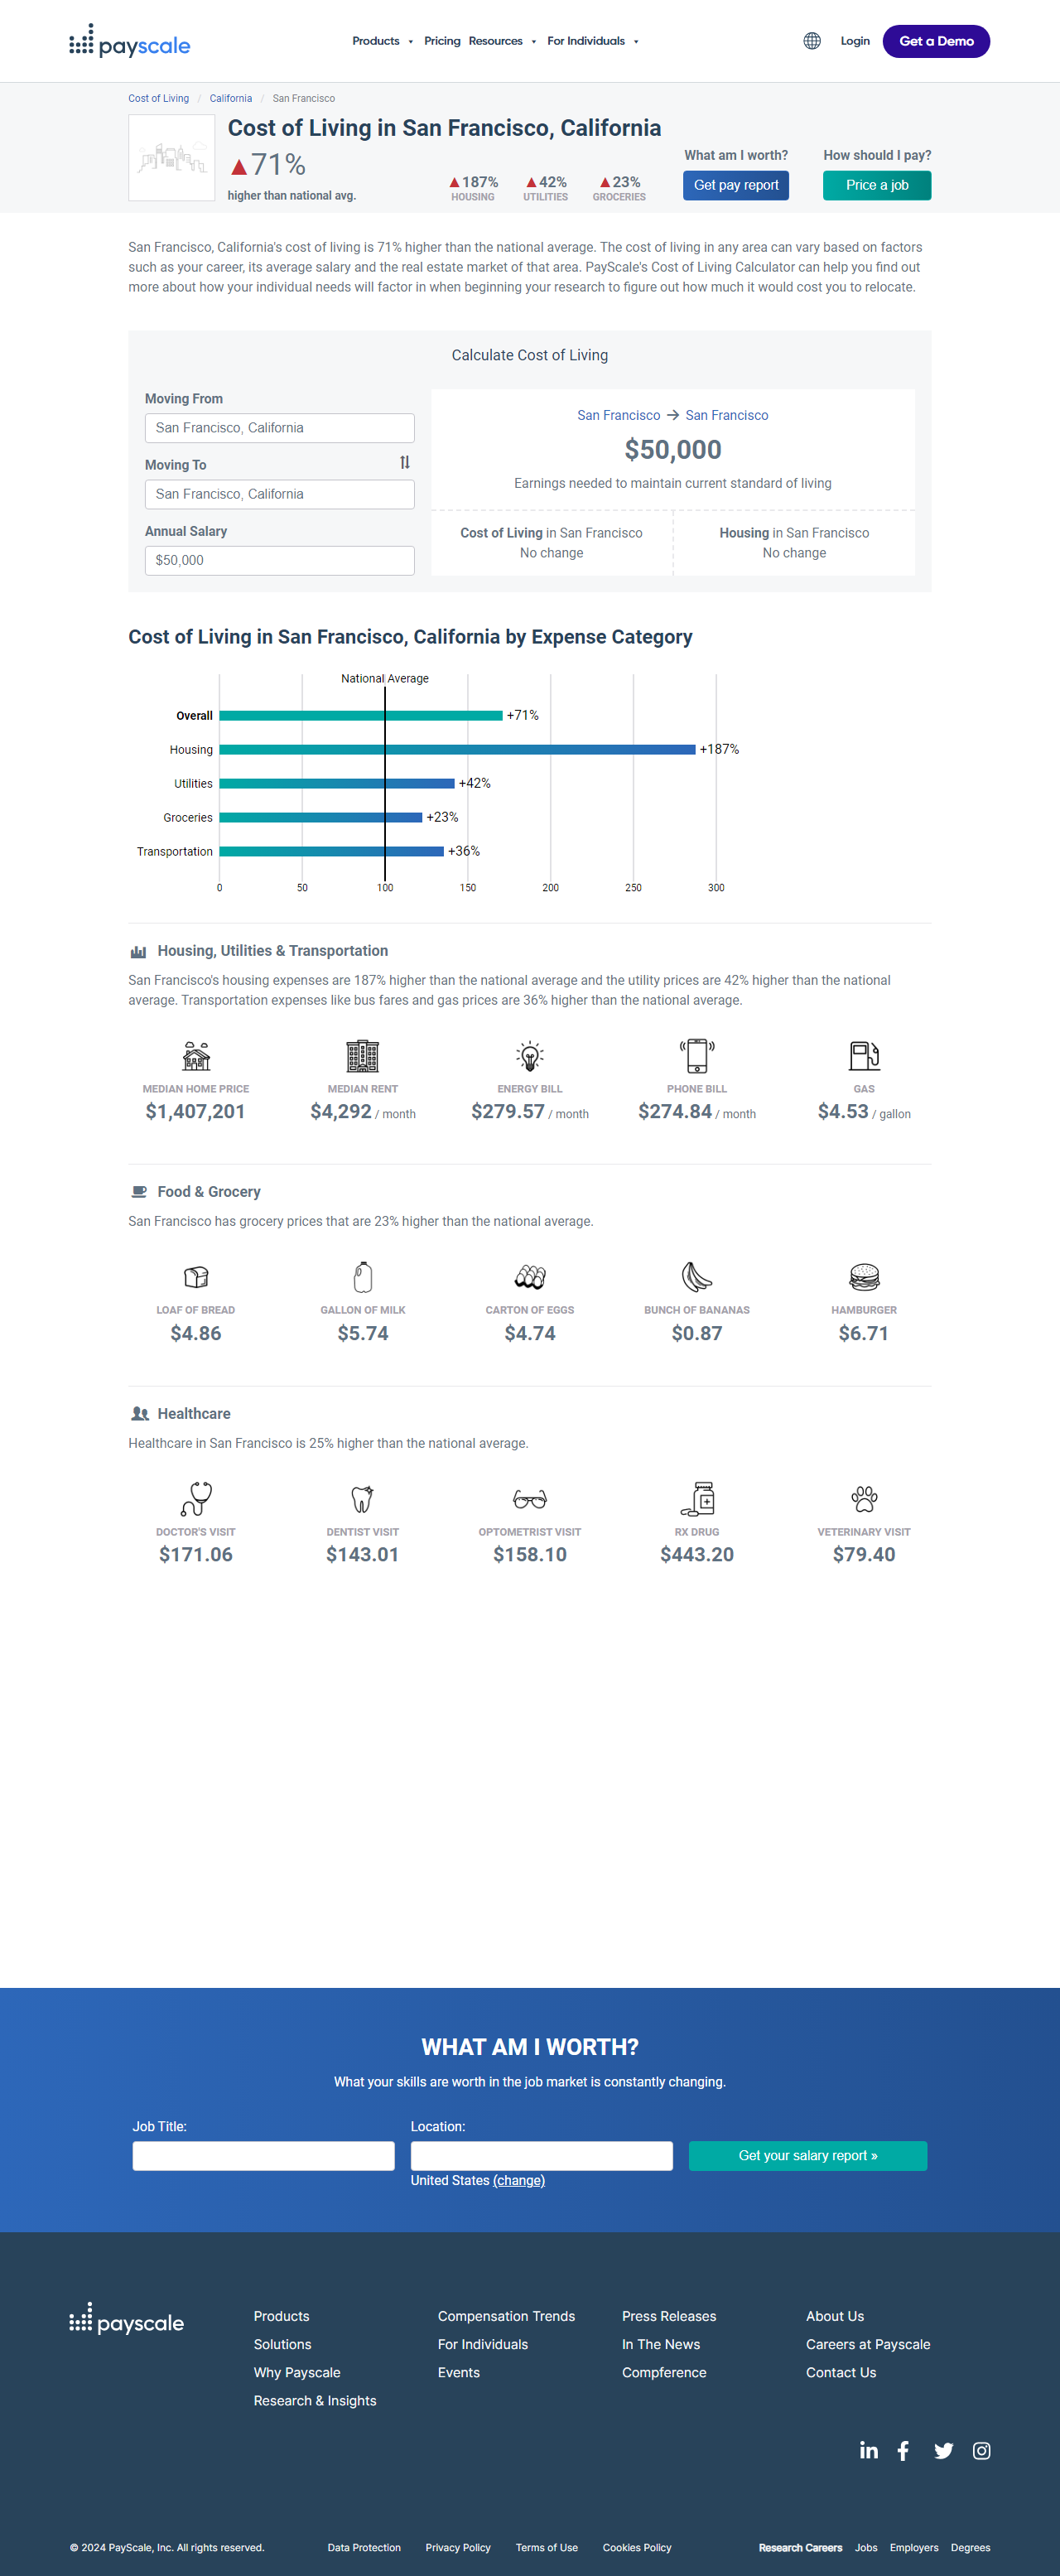 payscale
Products
Pricing
Resources
For Individuals
Login
Get a Demo
Cost of Living / California / San Francisco
Cost of Living in San Francisco, California
71%
higher than national avg.
187%
HOUSING
42%
UTILITIES
23%
GROCERIES
What am I worth?
Get pay report
How should I pay?
Price a job
San Francisco, California's cost of living is 71% higher than the national average. The cost of living in any area can vary based on factors
such as your career, its average salary and the real estate market of that area. PayScale's Cost of Living Calculator can help you find out
more about how your individual needs will factor in when beginning your research to figure out how much it would cost you to relocate.
Calculate Cost of Living
Moving From
San Francisco, California
Moving To
San Francisco, California
Annual Salary
$50,000
San Francisco → San Francisco
$50,000
Earnings needed to maintain current standard of living
Cost of Living in San Francisco
No change
Housing in San Francisco
No change
Cost of Living in San Francisco, California by Expense Category
National Average
Overall +71%
Housing +187%
Utilities +42%
Groceries +23%
Transportation +36%
0 50 100 150 200 250 300
Housing, Utilities & Transportation
San Francisco's housing expenses are 187% higher than the national average and the utility prices are 42% higher than the national
average. Transportation expenses like bus fares and gas prices are 36% higher than the national average.
MEDIAN HOME PRICE
$1,407,201
MEDIAN RENT
$4,292 / month
ENERGY BILL
$279.57 / month
PHONE BILL
$274.84 / month
GAS
$4.53 / gallon
Food & Grocery
San Francisco has grocery prices that are 23% higher than the national average.
LOAF OF BREAD
$4.86
GALLON OF MILK
$5.74
CARTON OF EGGS
$4.74
BUNCH OF BANANAS
$0.87
HAMBURGER
$6.71
Healthcare
Healthcare in San Francisco is 25% higher than the national average.
DOCTOR'S VISIT
$171.06
DENTIST VISIT
$143.01
OPTOMETRIST VISIT
$158.10
RX DRUG
$443.20
VETERINARY VISIT
$79.40
WHAT AM I WORTH?
What your skills are worth in the job market is constantly changing.
Job Title:
Location:
United States (change)
Get your salary report »
payscale
Products
Solutions
Why Payscale
Research & Insights
Compensation Trends
For Individuals
Events
Press Releases
In The News
Compference
About Us
Careers at Payscale
Contact Us
© 2024 PayScale, Inc. All rights reserved.
Data Protection
Privacy Policy
Terms of Use
Cookies Policy
Research Careers
Jobs
Employers
Degrees